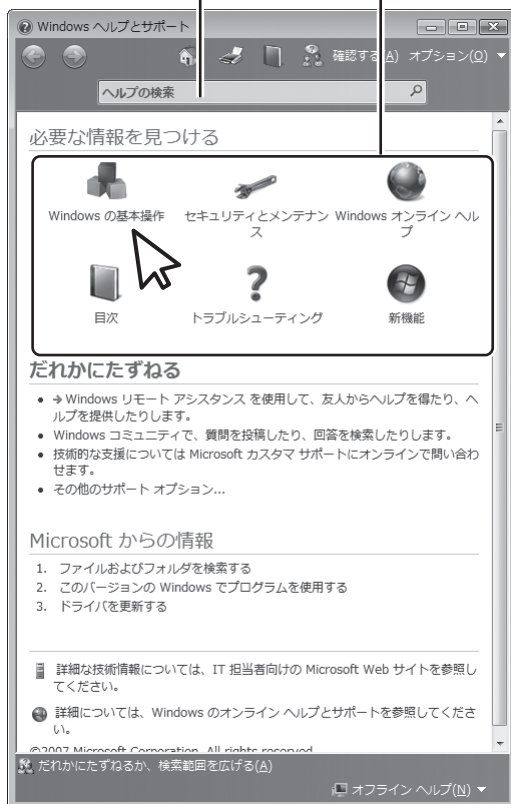 Windows ヘルプとサポート
確認する(A) オプション(O)
ヘルプの検索
必要な情報を見つける
Windows の基本操作 セキュリティとメンテナン Windows オンライン ヘル
ス プ
目次 トラブルシューティング 新機能
だれかにたずねる
Windows リモート アシスタンス を使用して、友人からヘルプを得たり、ヘ
ルプを提供したりします。
Windows コミュニティで、質問を投稿したり、回答を検索したりします。
技術的な支援については Microsoft カスタマ サポートにオンラインで問い合わ
せます。
その他のサポート オプション...
Microsoft からの情報
1. ファイルおよびフォルダを検索する
2. このバージョンの Windows でプログラムを使用する
3. ドライバを更新する
詳細な技術情報については、IT 担当者向けの Microsoft Web サイトを参照し
てください。
詳細については、Windows のオンライン ヘルプとサポートを参照してくださ
い。
©2007 Microsoft Corporation. All rights reserved
だれかにたずねるか、検索範囲を広げる(A)
オフライン ヘルプ(N)